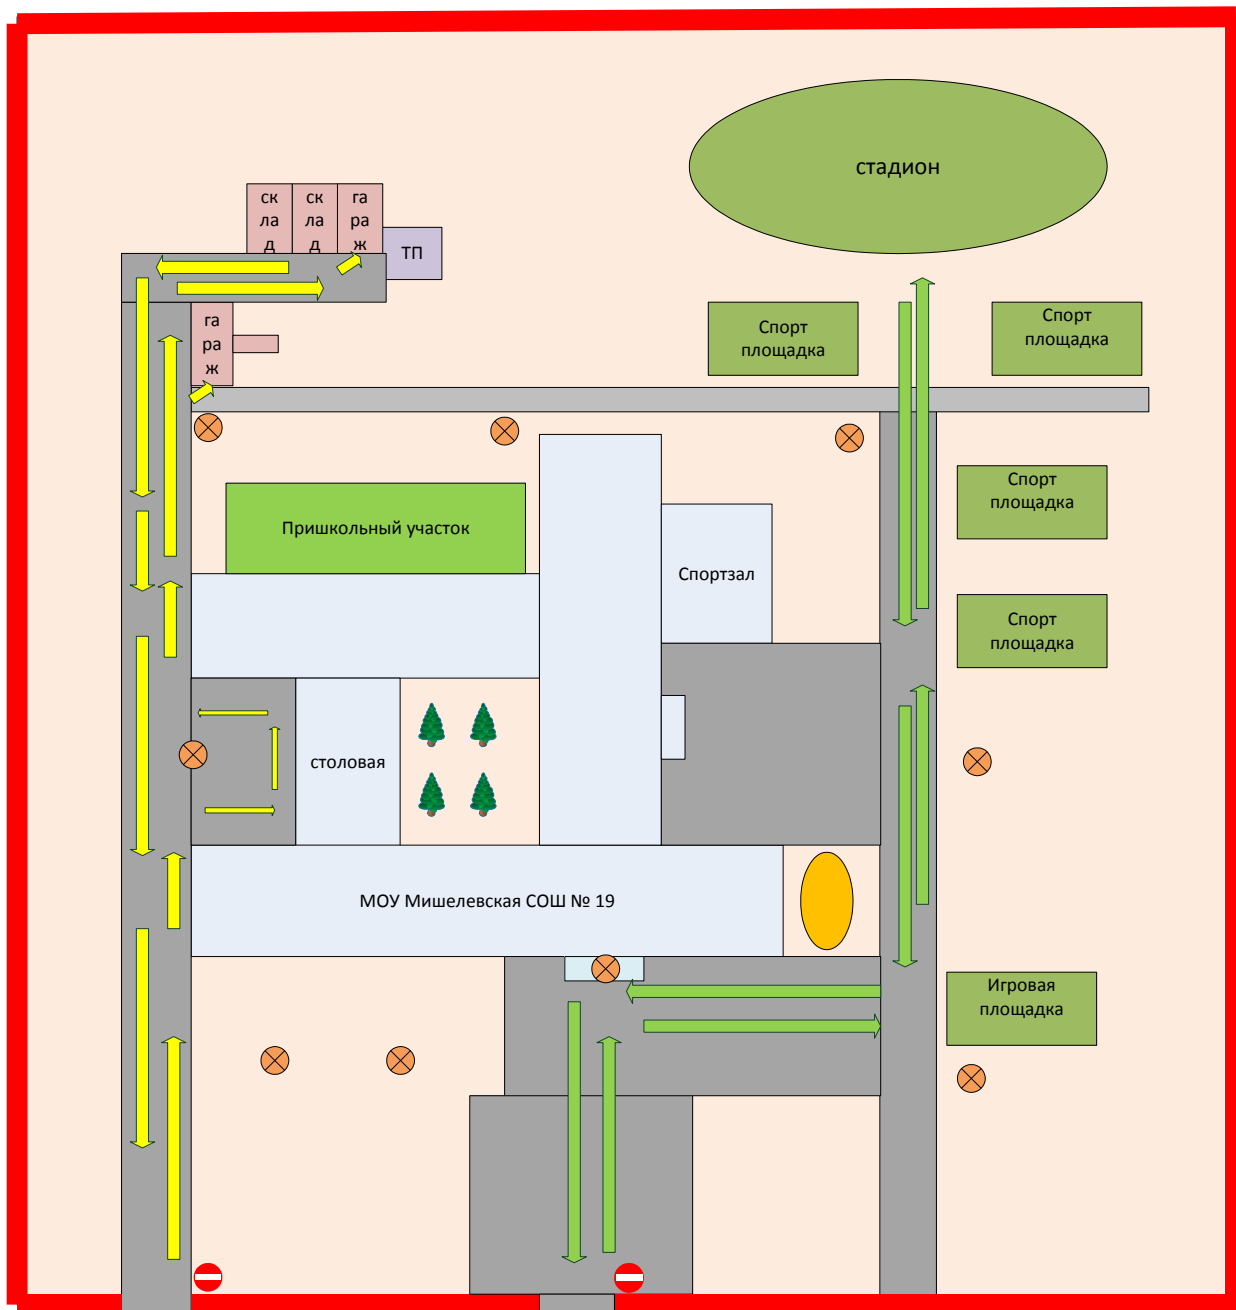 стадион
ск
ла
д
ск
ла
д
га
ра
ж
ТП
га
ра
ж
Спорт
площадка
Спорт
площадка
Спорт
площадка
Пришкольный участок
Спортзал
Спорт
площадка
столовая
МОУ Мишелевская СОШ № 19
Игровая
площадка